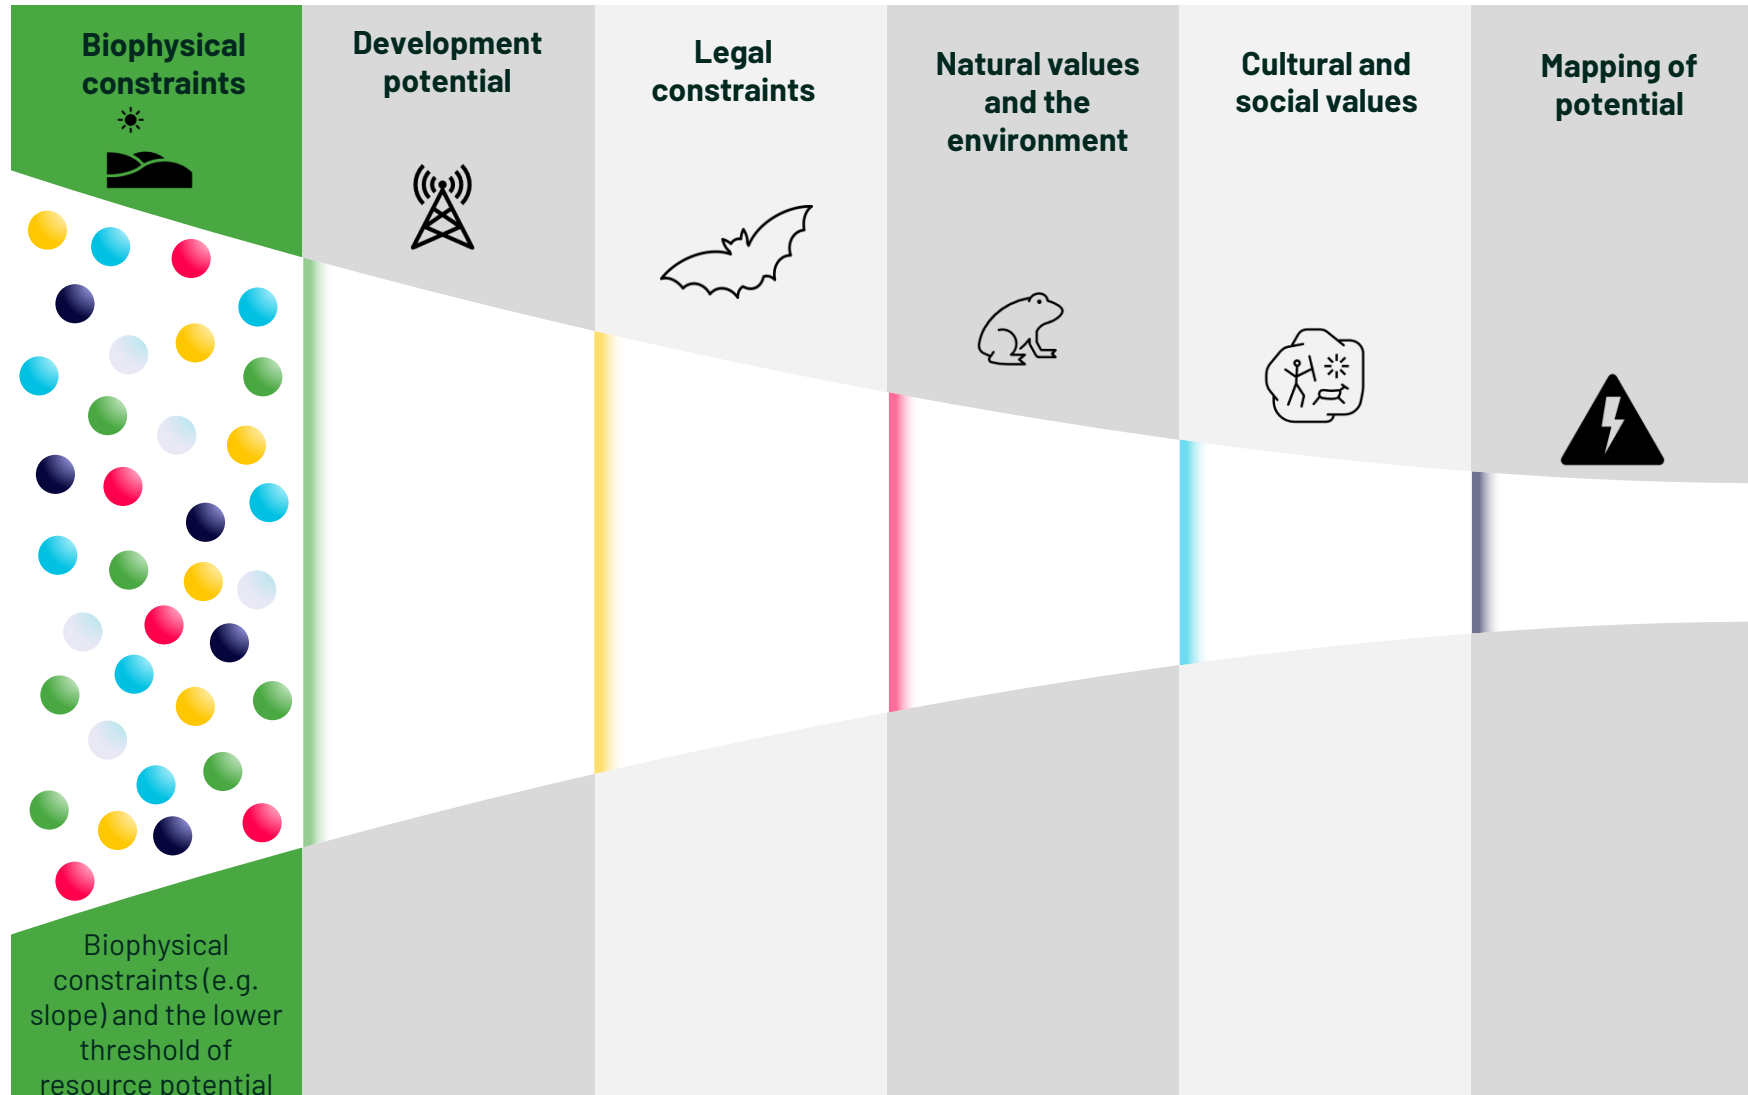 Biophysical
constraints
Development
potential
Legal
constraints
Natural values
and the
environment
Cultural and
social values
Mapping of
potential
Biophysical
constraints (e.g.
slope) and the lower
threshold of
resource potential